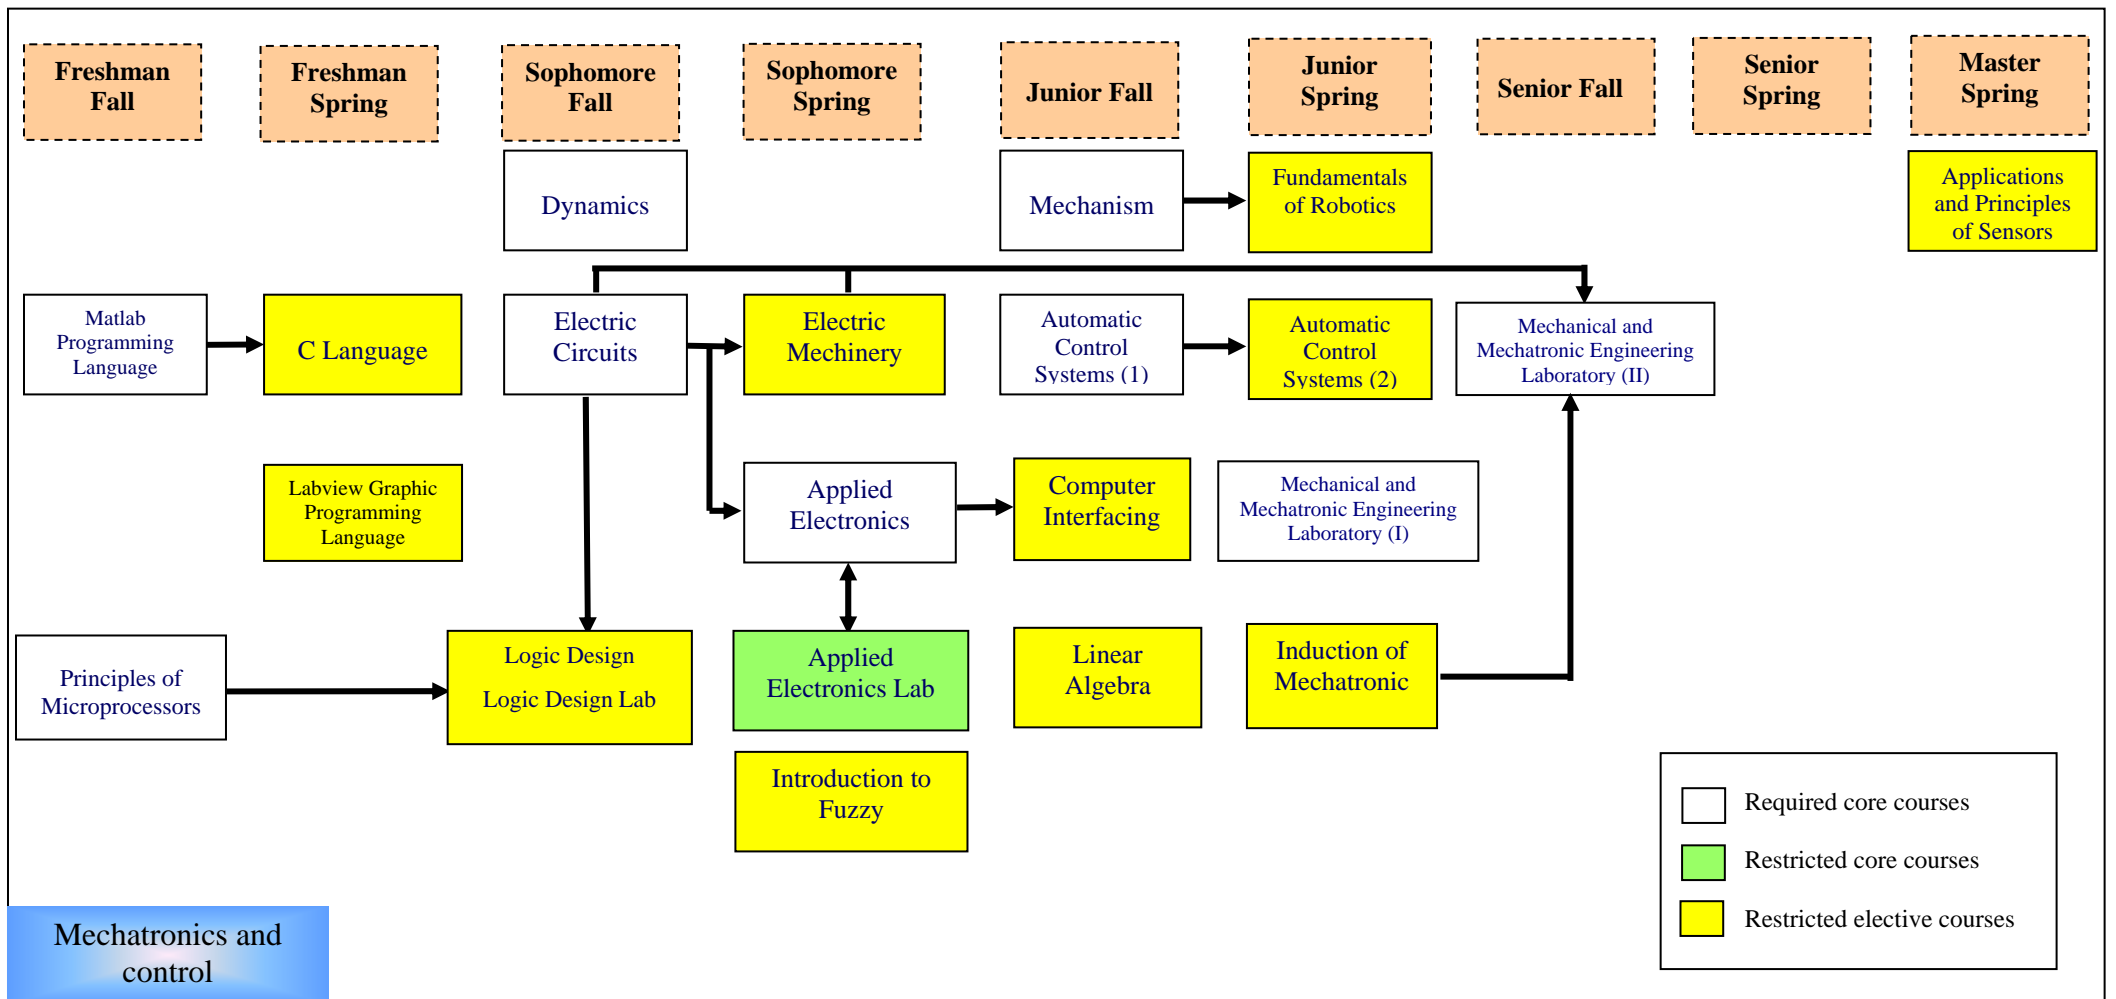 Freshman
Fall
Freshman
Spring
Sophomore
Fall
Sophomore
Spring
Junior Fall
Junior
Spring
Senior Fall
Senior
Spring
Master
Spring
Dynamics
Mechanism
Fundamentals
of Robotics
Applications
and Principles
of Sensors
Matlab
Programming
Language
C Language
Electric
Circuits
Electric
Mechinery
Automatic
Control
Systems (1)
Automatic
Control
Systems (2)
Mechanical and
Mechatronic Engineering
Laboratory (II)
Labview Graphic
Programming
Language
Applied
Electronics
Computer
Interfacing
Mechanical and
Mechatronic Engineering
Laboratory (I)
Principles of
Microprocessors
Logic Design
Logic Design Lab
Applied
Electronics Lab
Linear
Algebra
Induction of
Mechatronic
Introduction to
Fuzzy
Required core courses
Restricted core courses
Restricted elective courses
Mechatronics and
control